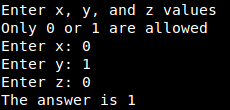 Enter x, y, and z values
Only 0 or 1 are allowed
Enter x: 0
Enter y: 1
Enter z: 0
The answer is 1